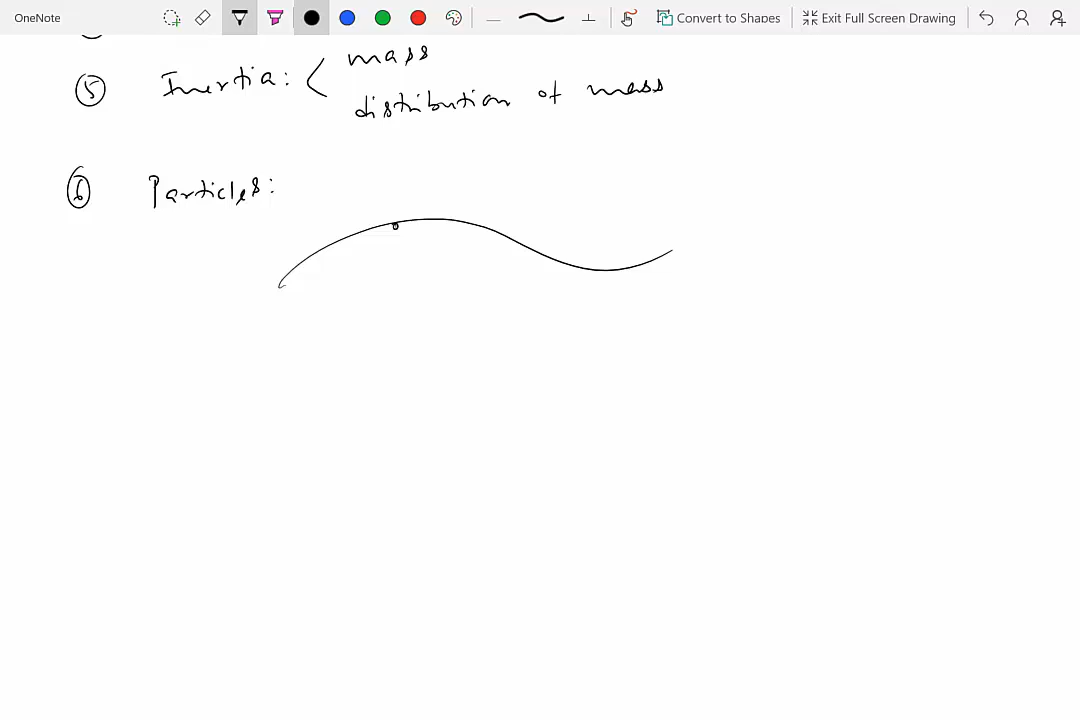 OneNote
Convert to Shapes
Exit Full Screen Drawing
⑤ Inertia: < mass
distribution of mass
⑥ Particles: